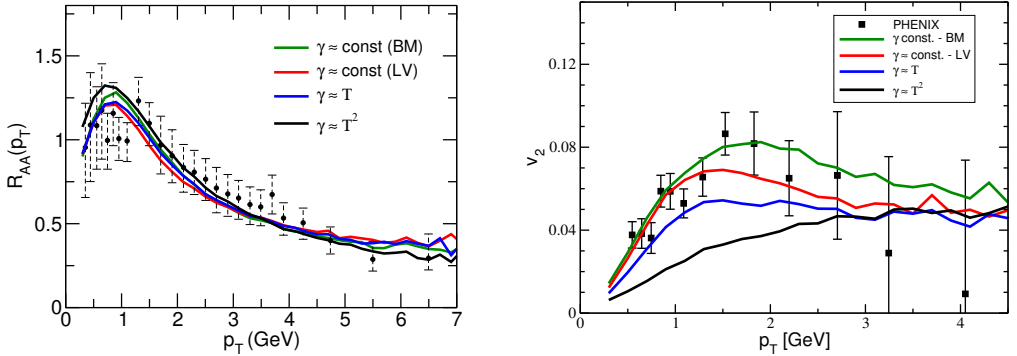 R_AA(p_T)
1.5
1
0.5
0
γ ≈ const (BM)
γ ≈ const (LV)
γ ≈ T
γ ≈ T²
0 1 2 3 4 5 6 7
p_T (GeV)
v_2
0.12
0.08
0.04
0
PHENIX
γ const. - BM
γ ≈ const. - LV
γ ≈ T
γ ≈ T²
0 1 2 3 4
p_T [GeV]